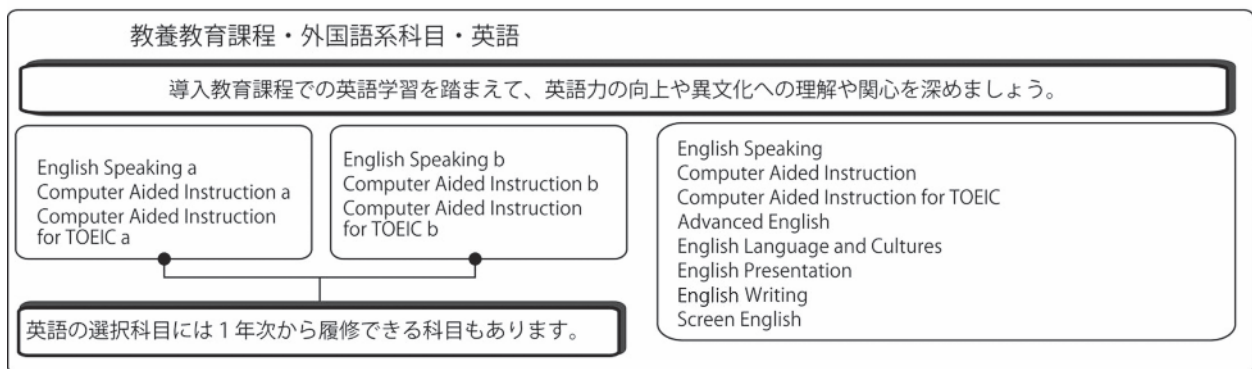 教養教育課程・外国語系科目・英語
導入教育課程での英語学習を踏まえて、英語力の向上や異文化への理解や関心を深めましょう。
English Speaking a
Computer Aided Instruction a
Computer Aided Instruction
for TOEIC a
English Speaking b
Computer Aided Instruction b
Computer Aided Instruction
for TOEIC b
English Speaking
Computer Aided Instruction
Computer Aided Instruction for TOEIC
Advanced English
English Language and Cultures
English Presentation
English Writing
Screen English
英語の選択科目には1年次から履修できる科目もあります。